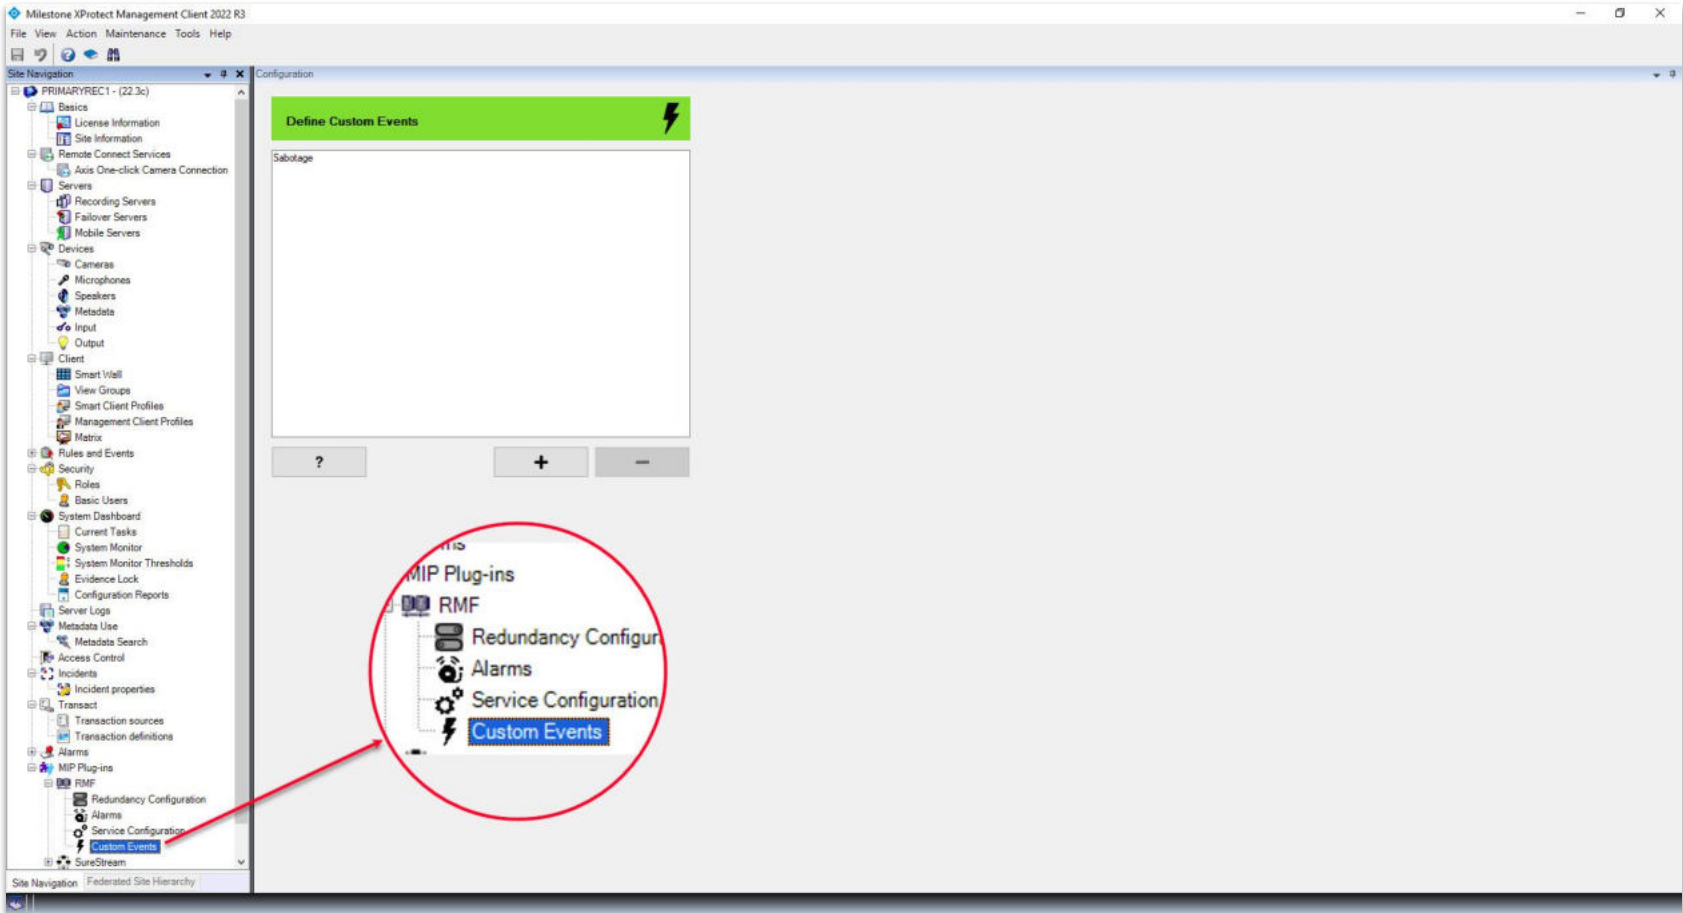 Milestone XProtect Management Client 2022 R3
File View Action Maintenance Tools Help
Site Navigation
Configuration
PRIMARYREC1 - (22.3c)
Basics
License Information
Site Information
Remote Connect Services
Axis One-click Camera Connection
Servers
Recording Servers
Failover Servers
Mobile Servers
Devices
Cameras
Microphones
Speakers
Metadata
Input
Output
Client
Smart Wall
View Groups
Smart Client Profiles
Management Client Profiles
Matrix
Rules and Events
Security
Roles
Basic Users
System Dashboard
Current Tasks
System Monitor
System Monitor Thresholds
Evidence Lock
Configuration Reports
Server Logs
Metadata Use
Metadata Search
Access Control
Incidents
Incident properties
Transact
Transaction sources
Transaction definitions
Alarms
MIP Plug-ins
RMF
Redundancy Configuration
Alarms
Service Configuration
Custom Events
SureStream
Site Navigation Federated Site Hierarchy
Define Custom Events
Sabotage
? + −
MIP Plug-ins
RMF
Redundancy Configura
Alarms
Service Configuration
Custom Events